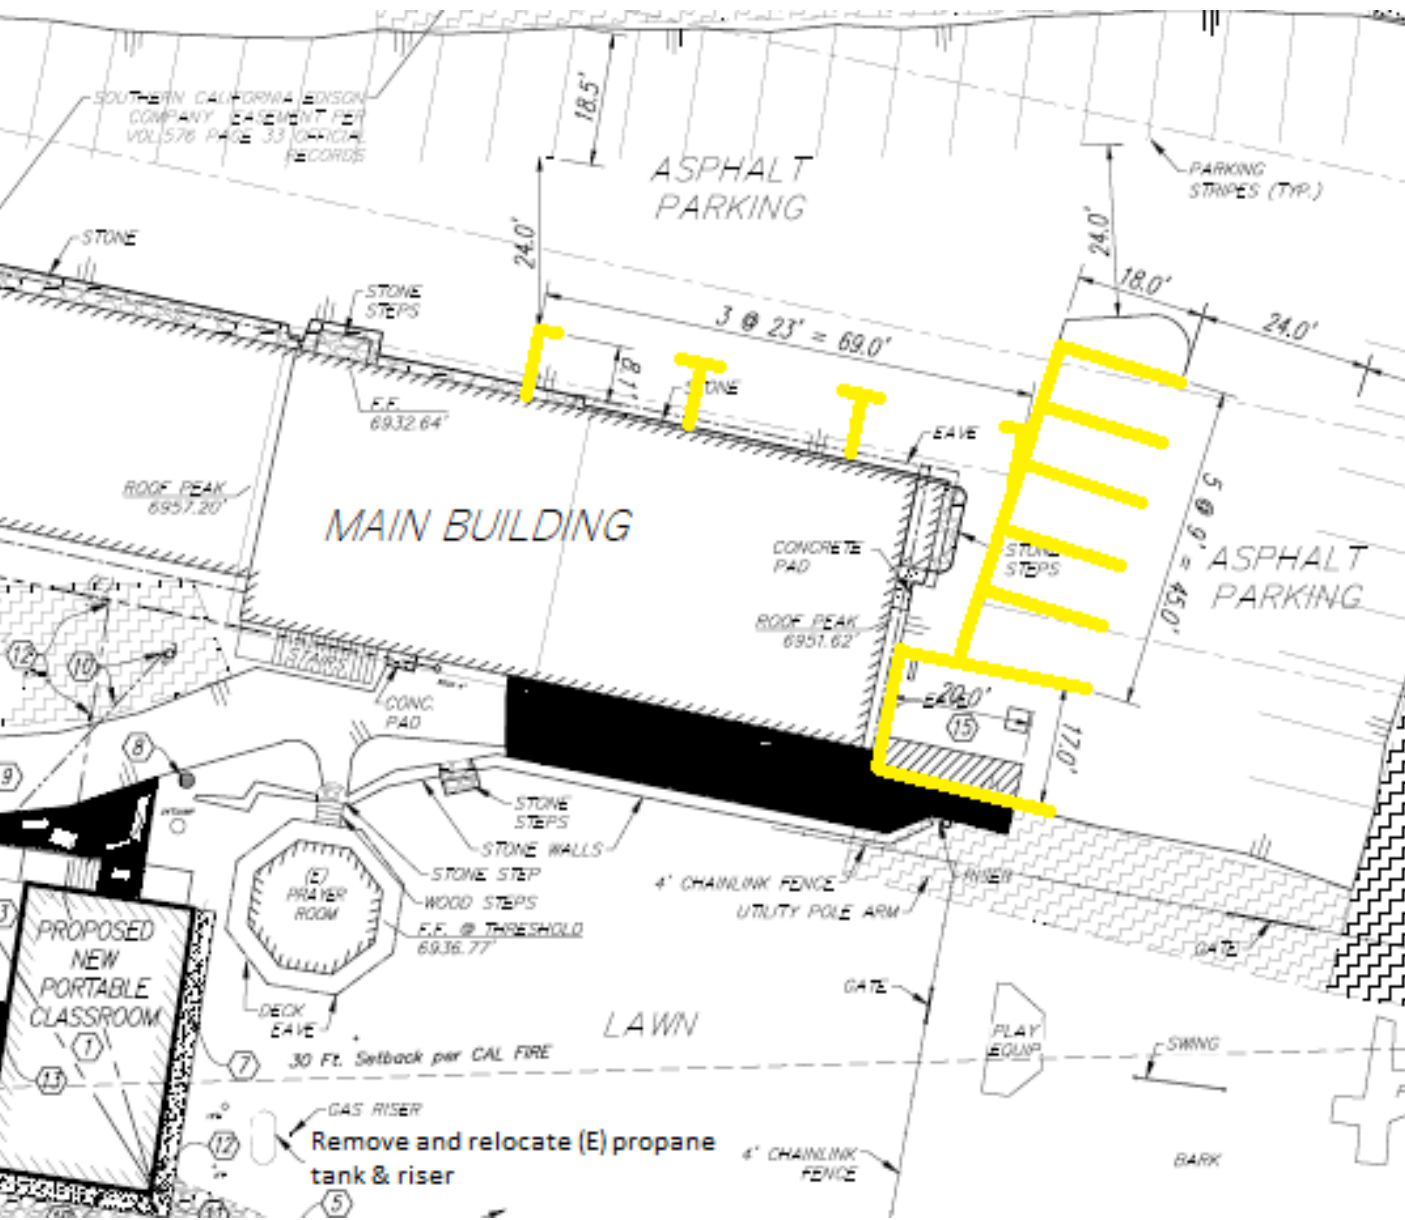 SOUTHERN CALIFORNIA EDISON
COMPANY EASEMENT PER
VOL.576 PAGE 33 OFFICIAL
RECORDS
18.5'
ASPHALT
PARKING
PARKING
STRIPES (TYP.)
24.0'
24.0'
STONE
STONE
STEPS
18.0'
24.0'
3 @ 23' = 69.0'
8.1'
STONE
F.F.
6932.64'
EAVE
ROOF PEAK
6957.20'
MAIN BUILDING
CONCRETE
PAD
STONE
STEPS
5 @ 9' = 45.0'
ASPHALT
PARKING
ROOF PEAK
6951.62'
12
10
STAIRS
CONC.
PAD
20.0'
15
17.0'
8
9
STONE
STEPS
STONE WALLS
STONE STEP
WOOD STEPS
(E)
PRAYER
ROOM
F.F. @ THRESHOLD
6936.77'
4' CHAINLINK FENCE
RISER
UTILITY POLE ARM
GATE
3
PROPOSED
NEW
PORTABLE
CLASSROOM
1
13
DECK
EAVE
GATE
LAWN
PLAY
EQUIP
SWING
30 Ft. Setback per CAL FIRE
7
GAS RISER
Remove and relocate (E) propane
tank & riser
12
4' CHAINLINK
FENCE
BARK
5
11